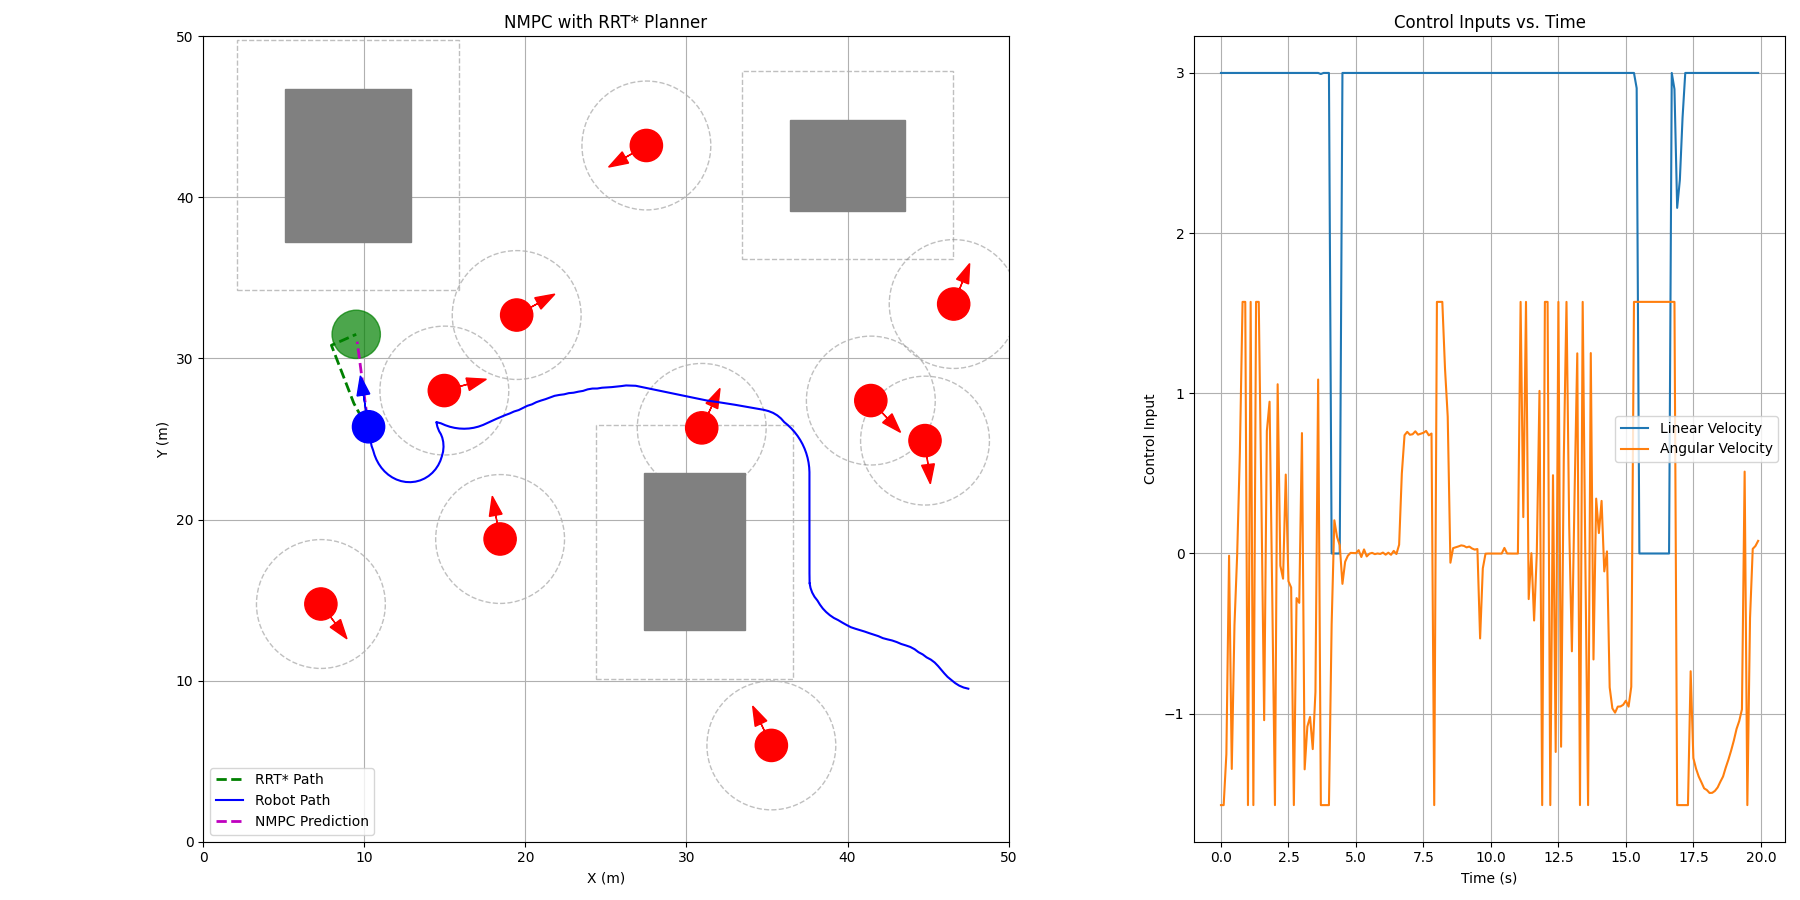 NMPC with RRT* Planner
50
40
30
20
10
0
Y (m)
0 10 20 30 40 50
X (m)
RRT* Path
Robot Path
NMPC Prediction
Control Inputs vs. Time
3
2
1
0
−1
Control Input
Linear Velocity
Angular Velocity
0.0 2.5 5.0 7.5 10.0 12.5 15.0 17.5 20.0
Time (s)